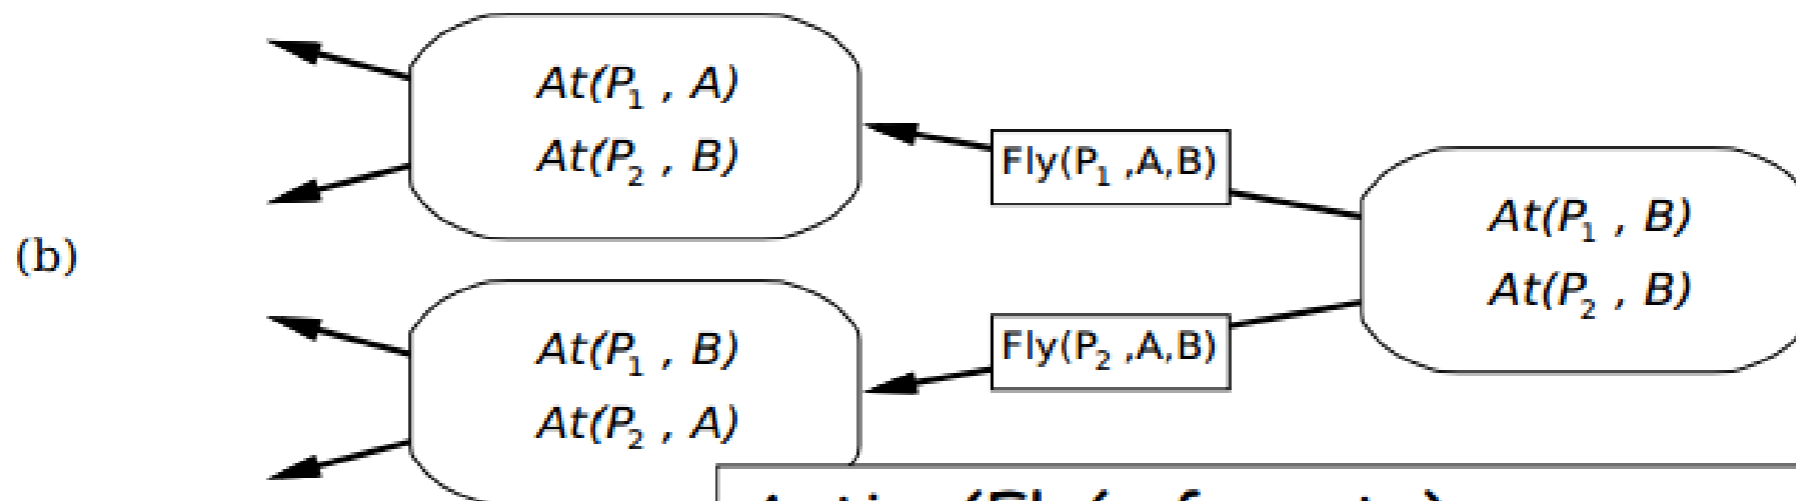 At(P1 , A)
At(P2 , B)
Fly(P1 ,A,B)
At(P1 , B)
At(P2 , B)
(b)
At(P1 , B)
At(P2 , A)
Fly(P2 ,A,B)